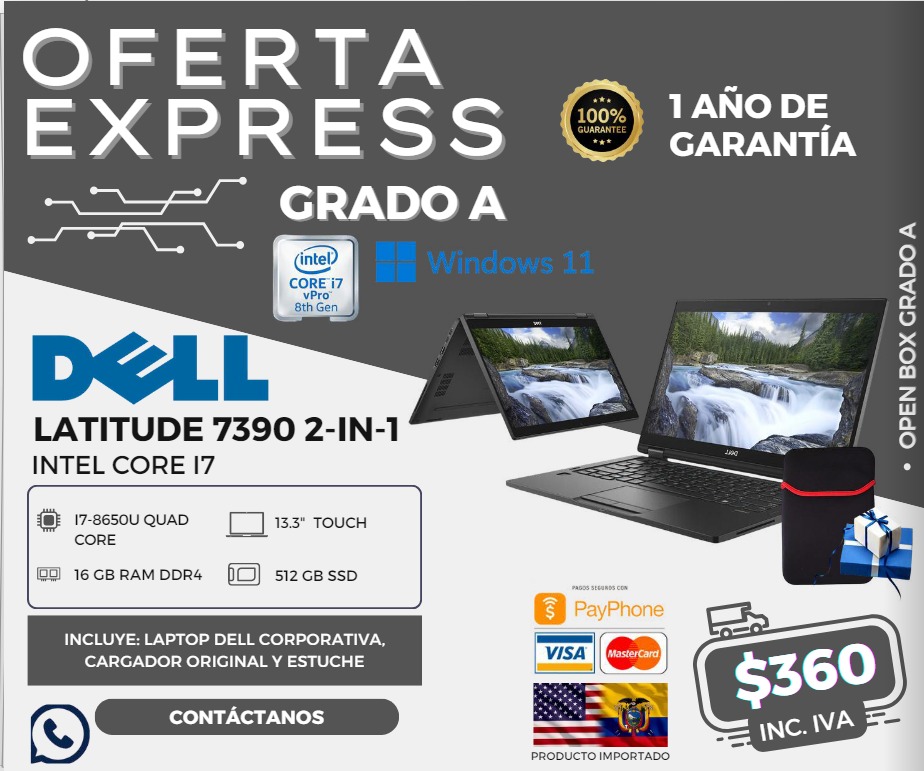 OFERTA
EXPRESS
100%
GUARANTEE
1 AÑO DE
GARANTÍA
GRADO A
intel
CORE i7
vPro
8th Gen
Windows 11
OPEN BOX GRADO A
DELL
LATITUDE 7390 2-IN-1
INTEL CORE I7
I7-8650U QUAD
CORE
13.3" TOUCH
16 GB RAM DDR4
512 GB SSD
INCLUYE: LAPTOP DELL CORPORATIVA,
CARGADOR ORIGINAL Y ESTUCHE
CONTÁCTANOS
DELL
DELL
PAGOS SEGUROS CON
PayPhone
VISA
MasterCard
PRODUCTO IMPORTADO
$360
INC. IVA